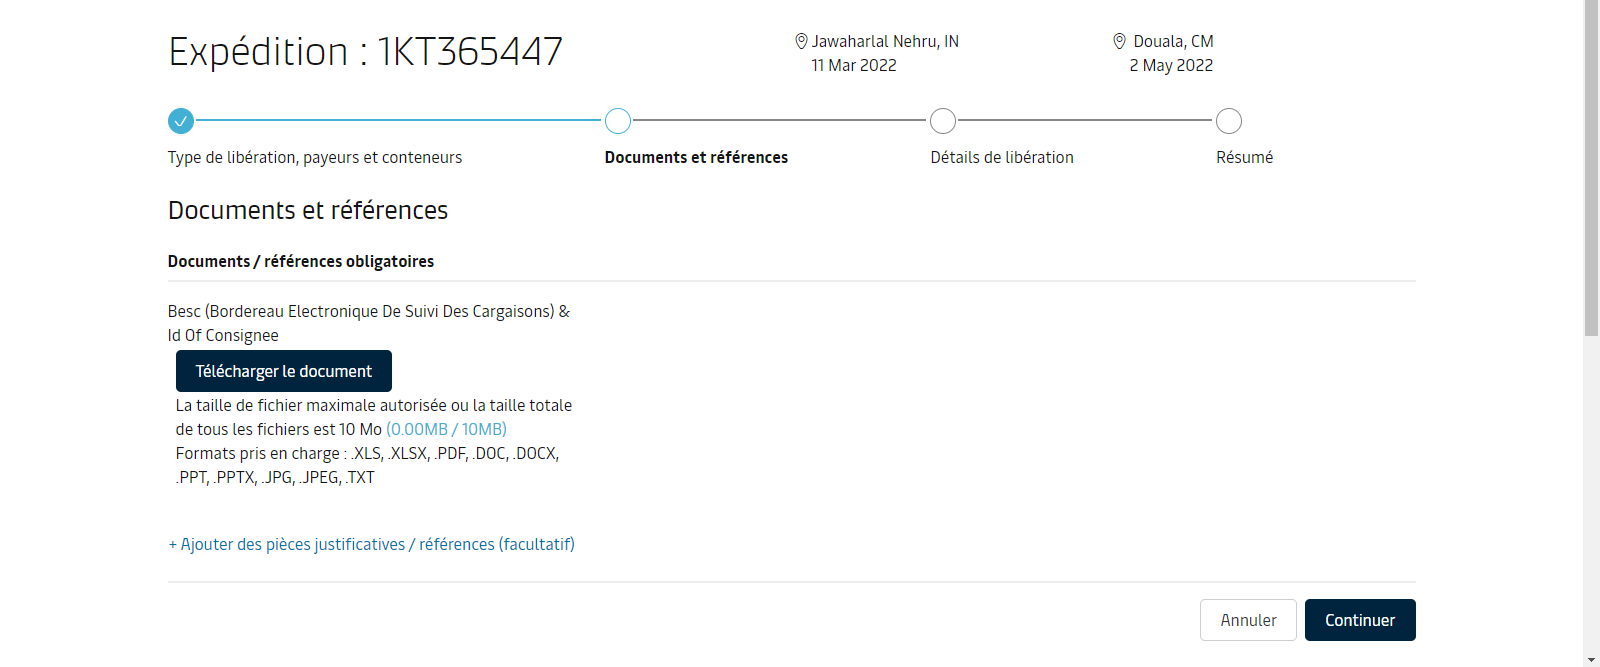 Expédition : 1KT365447
Jawaharlal Nehru, IN
11 Mar 2022
Douala, CM
2 May 2022
Type de libération, payeurs et conteneurs
Documents et références
Détails de libération
Résumé
Documents et références
Documents / références obligatoires
Besc (Bordereau Electronique De Suivi Des Cargaisons) &
Id Of Consignee
Télécharger le document
La taille de fichier maximale autorisée ou la taille totale
de tous les fichiers est 10 Mo (0.00MB / 10MB)
Formats pris en charge : .XLS, .XLSX, .PDF, .DOC, .DOCX,
.PPT, .PPTX, .JPG, .JPEG, .TXT
+ Ajouter des pièces justificatives / références (facultatif)
Annuler
Continuer